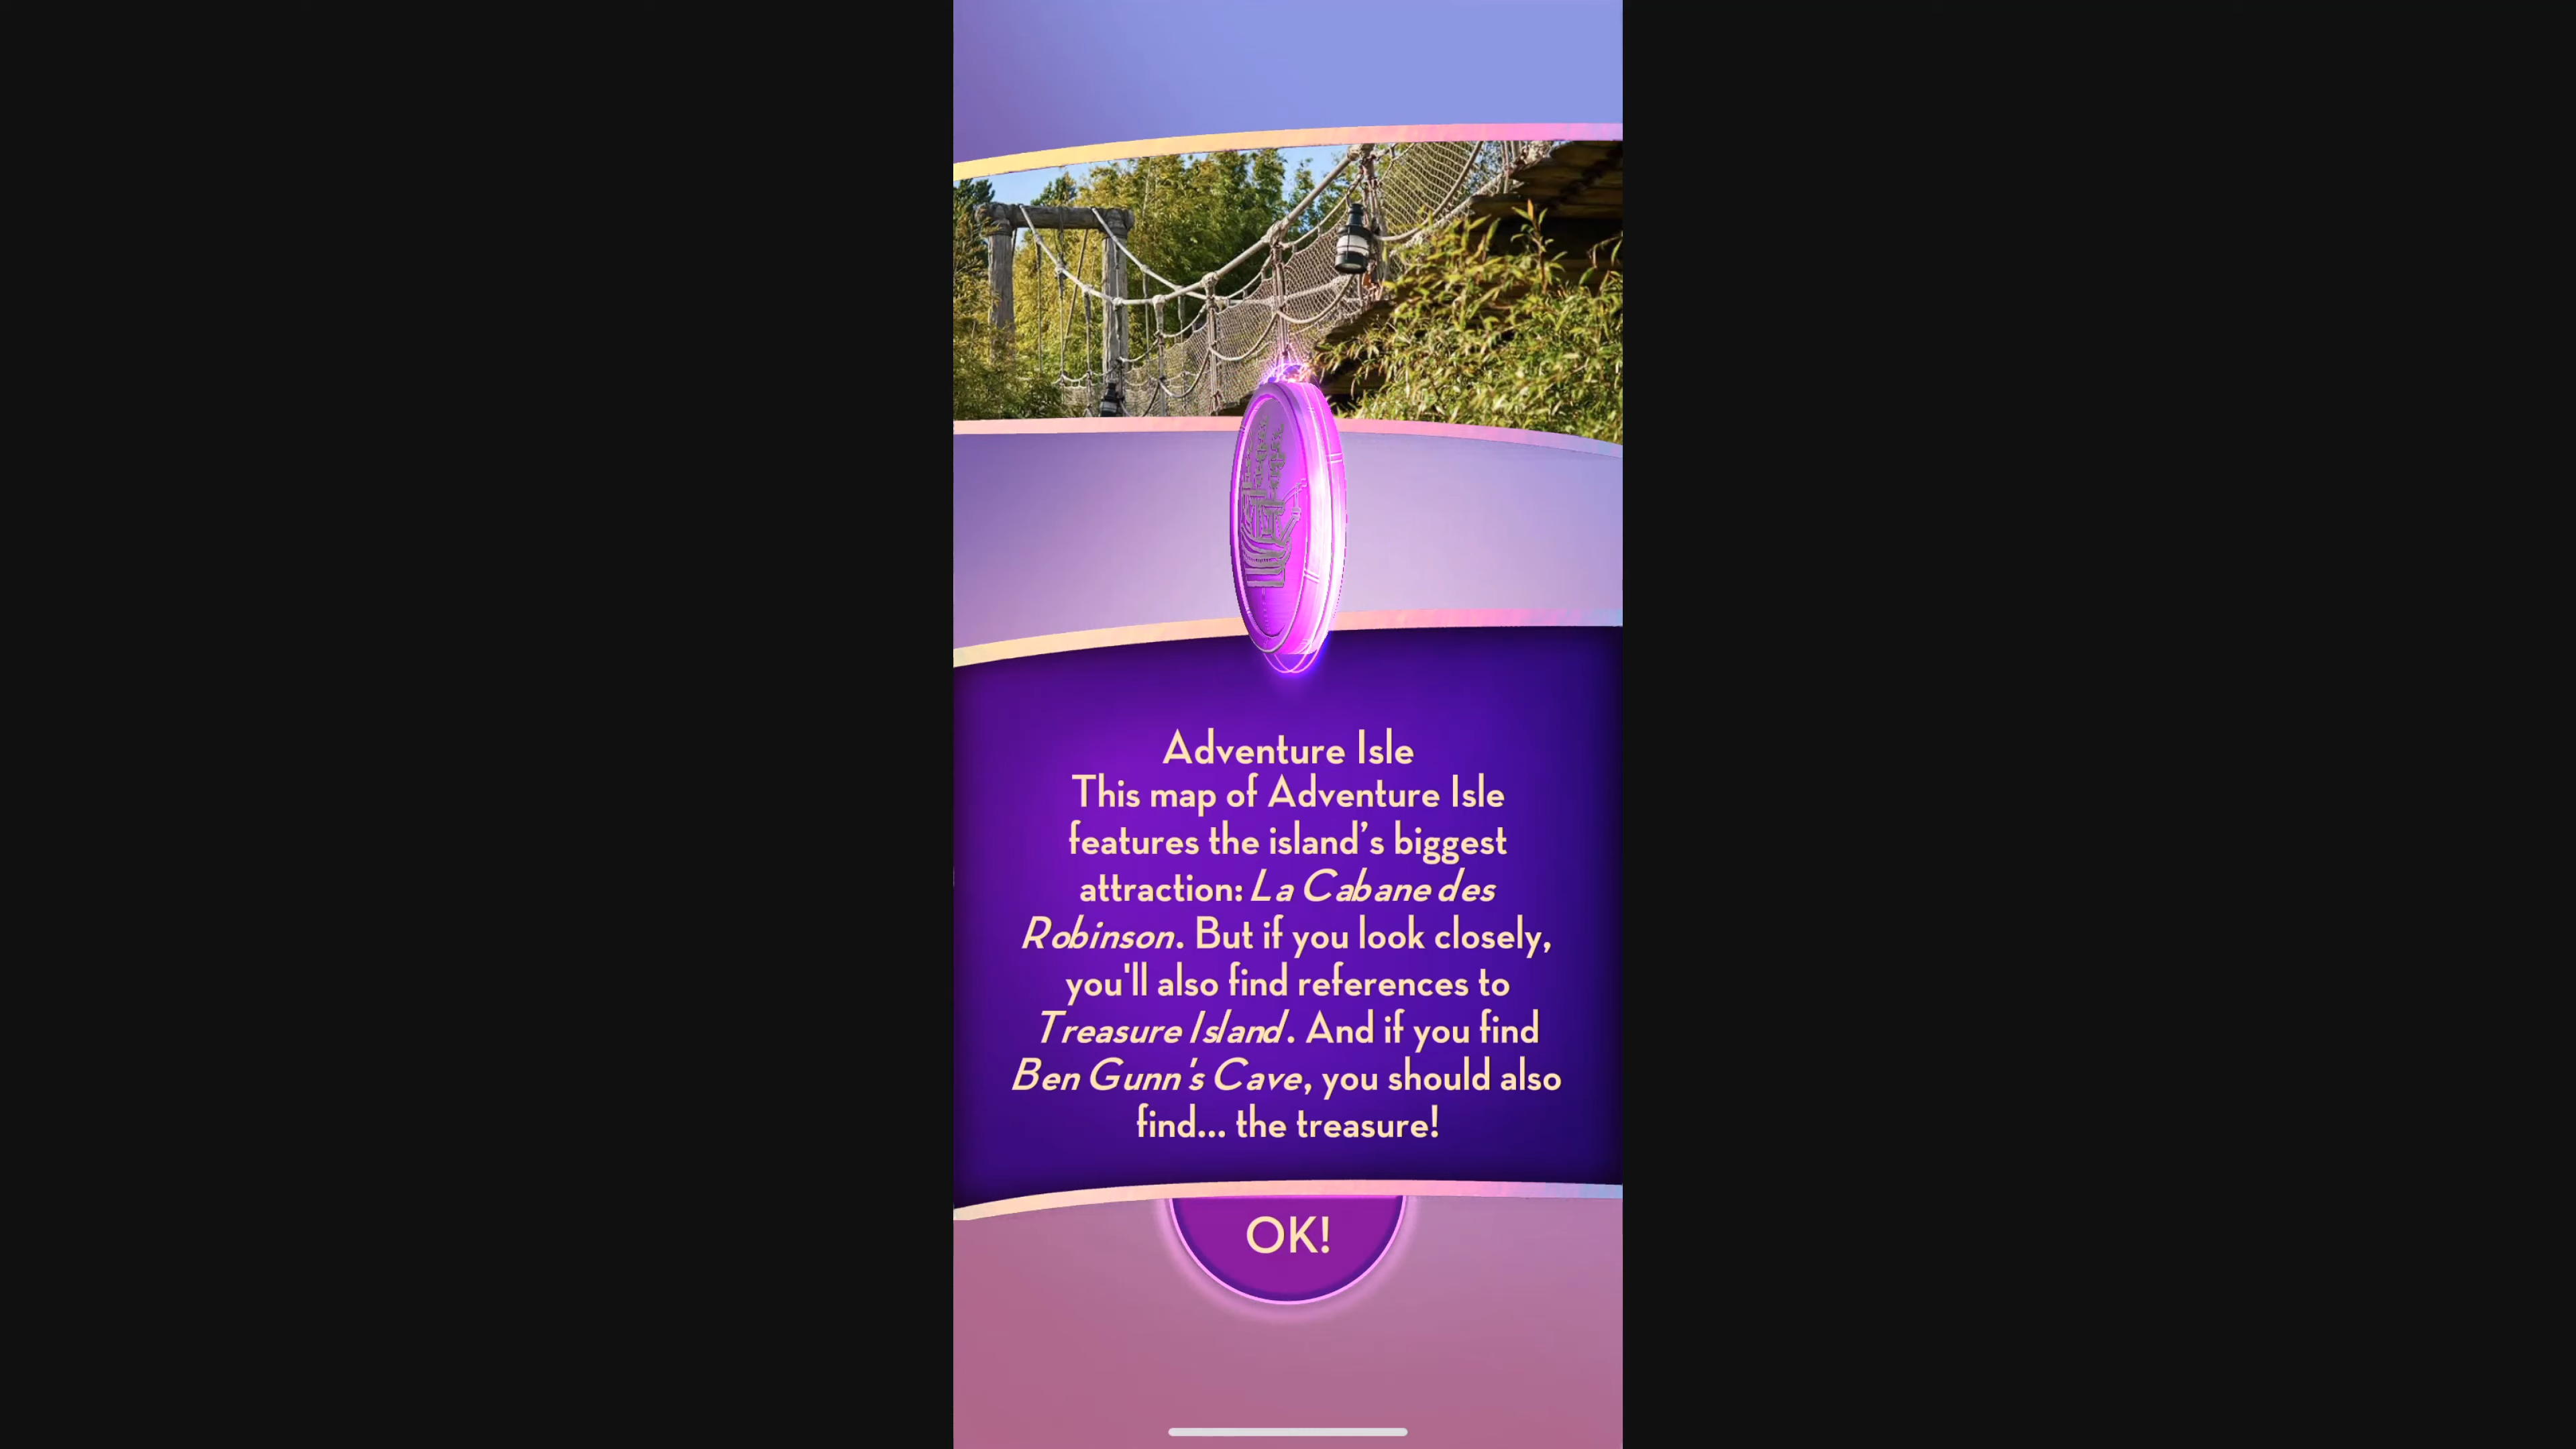 Adventure Isle
This map of Adventure Isle
features the island’s biggest
attraction: La Cabane des
Robinson. But if you look closely,
you'll also find references to
Treasure Island. And if you find
Ben Gunn's Cave, you should also
find... the treasure!
OK!